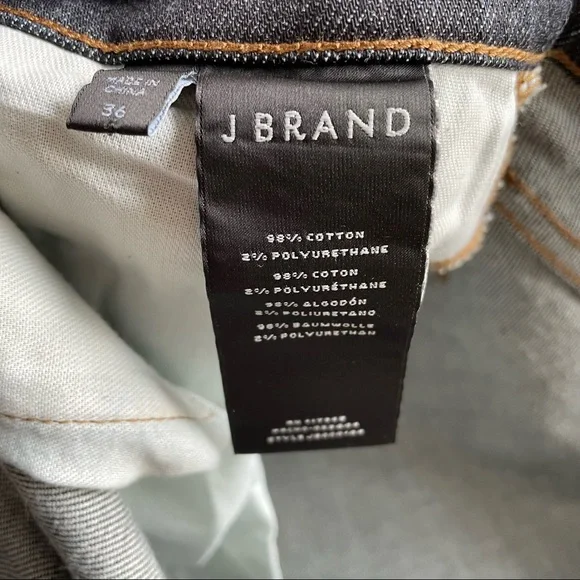 MADE IN
CHINA
36
J BRAND
98% COTTON
2% POLYURETHANE
98% COTON
2% POLYURÉTHANE
98% ALGODÓN
2% POLIURETANO
98% BAUMWOLLE
2% POLYURETHAN